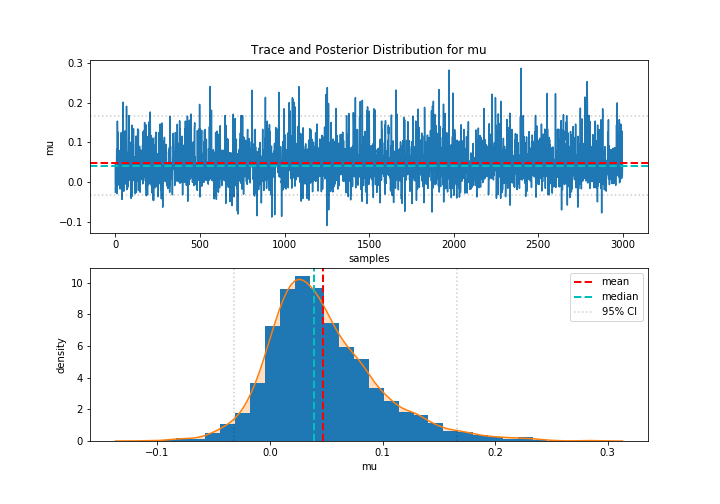 Trace and Posterior Distribution for mu
0.3
0.2
0.1
0.0
−0.1
mu
0
500
1000
1500
2000
2500
3000
samples
10
8
6
4
2
0
density
mean
median
95% CI
−0.1
0.0
0.1
0.2
0.3
mu